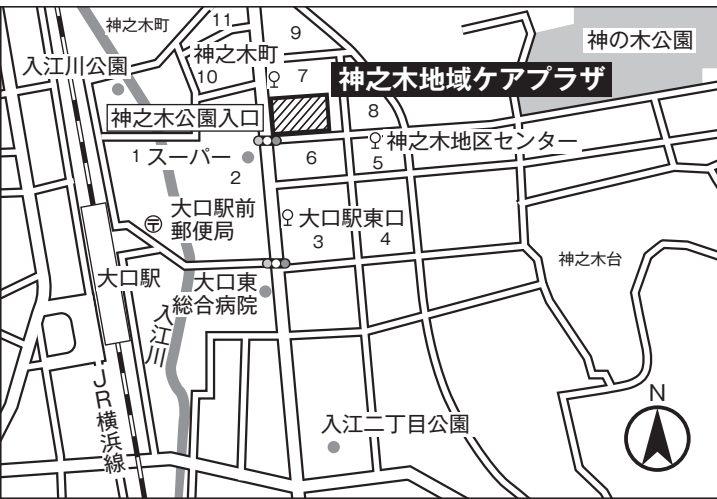 神之木町
11
9
神の木公園
神之木町
入江川公園
10
7
神之木地域ケアプラザ
神之木公園入口
8
神之木地区センター
1
スーパー
6
5
2
大口駅前
郵便局
大口駅東口
3
4
大口駅
大口東
総合病院
神之木台
入江川
JR横浜線
入江二丁目公園
N